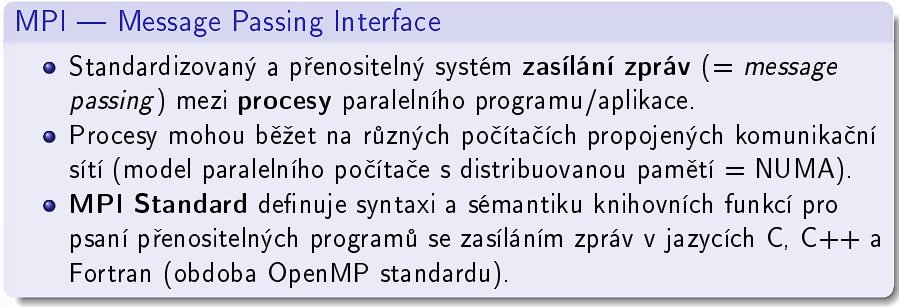 MPI — Message Passing Interface
Standardizovaný a přenositelný systém zasílání zpráv (= message
passing) mezi procesy paralelního programu/aplikace.
Procesy mohou běžet na různých počítačích propojených komunikační
sítí (model paralelního počítače s distribuovanou pamětí = NUMA).
MPI Standard definuje syntaxi a sémantiku knihovních funkcí pro
psaní přenositelných programů se zasíláním zpráv v jazycích C, C++ a
Fortran (obdoba OpenMP standardu).